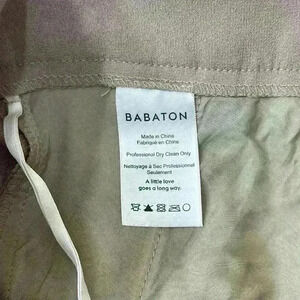 BABATON
Made in China
Fabriqué en Chine
Professional Dry Clean Only
Nettoyage à Sec Professionnel
Seulement
A little love
goes a long way.